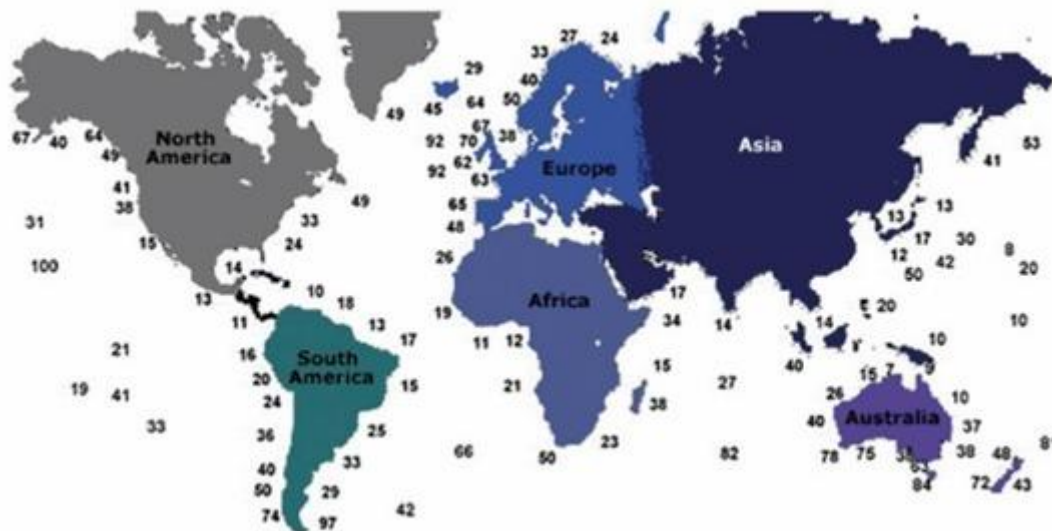 27 24
33
29
40
49 45 64 50
67 40 64 92 70 67 38
North
America
Asia
53
49 92 62 41
Europe
63
41 49 65
38 33 13 13
31 48 17 30
15 24 26 12 8
100 14 50 42 20
13 10 18 Africa 17 20
11 13 19 34 14 14 10
21 16 17 11 12 10
South
America
15 40 7 9
19 41 20 15 21 38 27 15 10
24 26
33 36 25 Australia
40 37
23 38 48
40 33 66 50 82 78 75 38
63
50 29 84 72 43
74 97 42